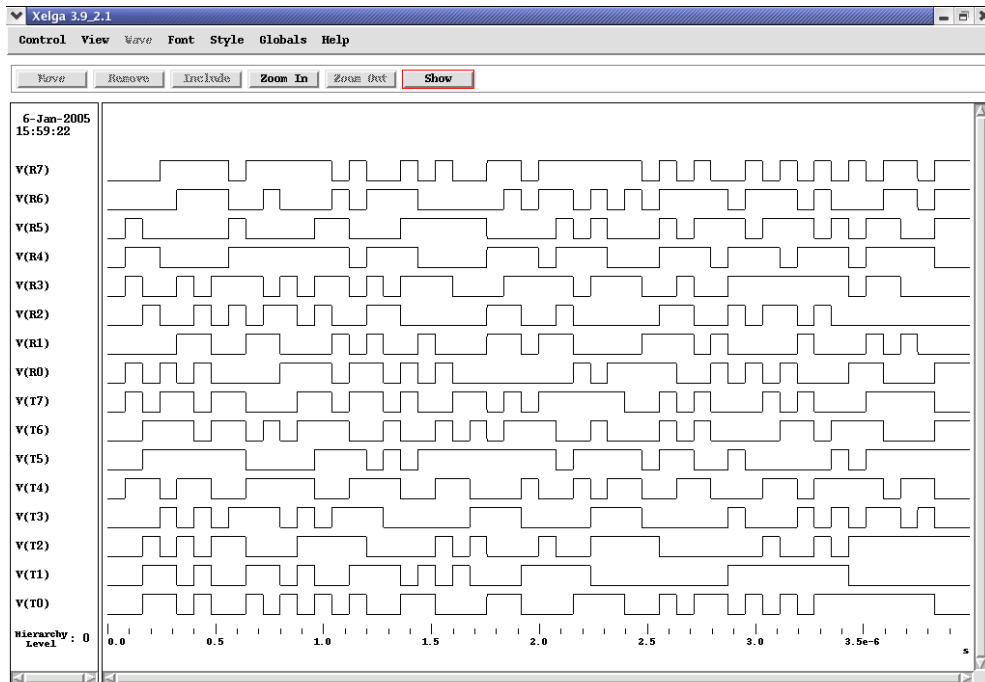 Xelga 3.9_2.1
Control View Wave Font Style Globals Help
Move Remove Include Zoom In Zoom Out Show
6-Jan-2005
15:59:22
V(R7)
V(R6)
V(R5)
V(R4)
V(R3)
V(R2)
V(R1)
V(R0)
V(T7)
V(T6)
V(T5)
V(T4)
V(T3)
V(T2)
V(T1)
V(T0)
Hierarchy Level : 0
0.0 0.5 1.0 1.5 2.0 2.5 3.0 3.5e-6
s